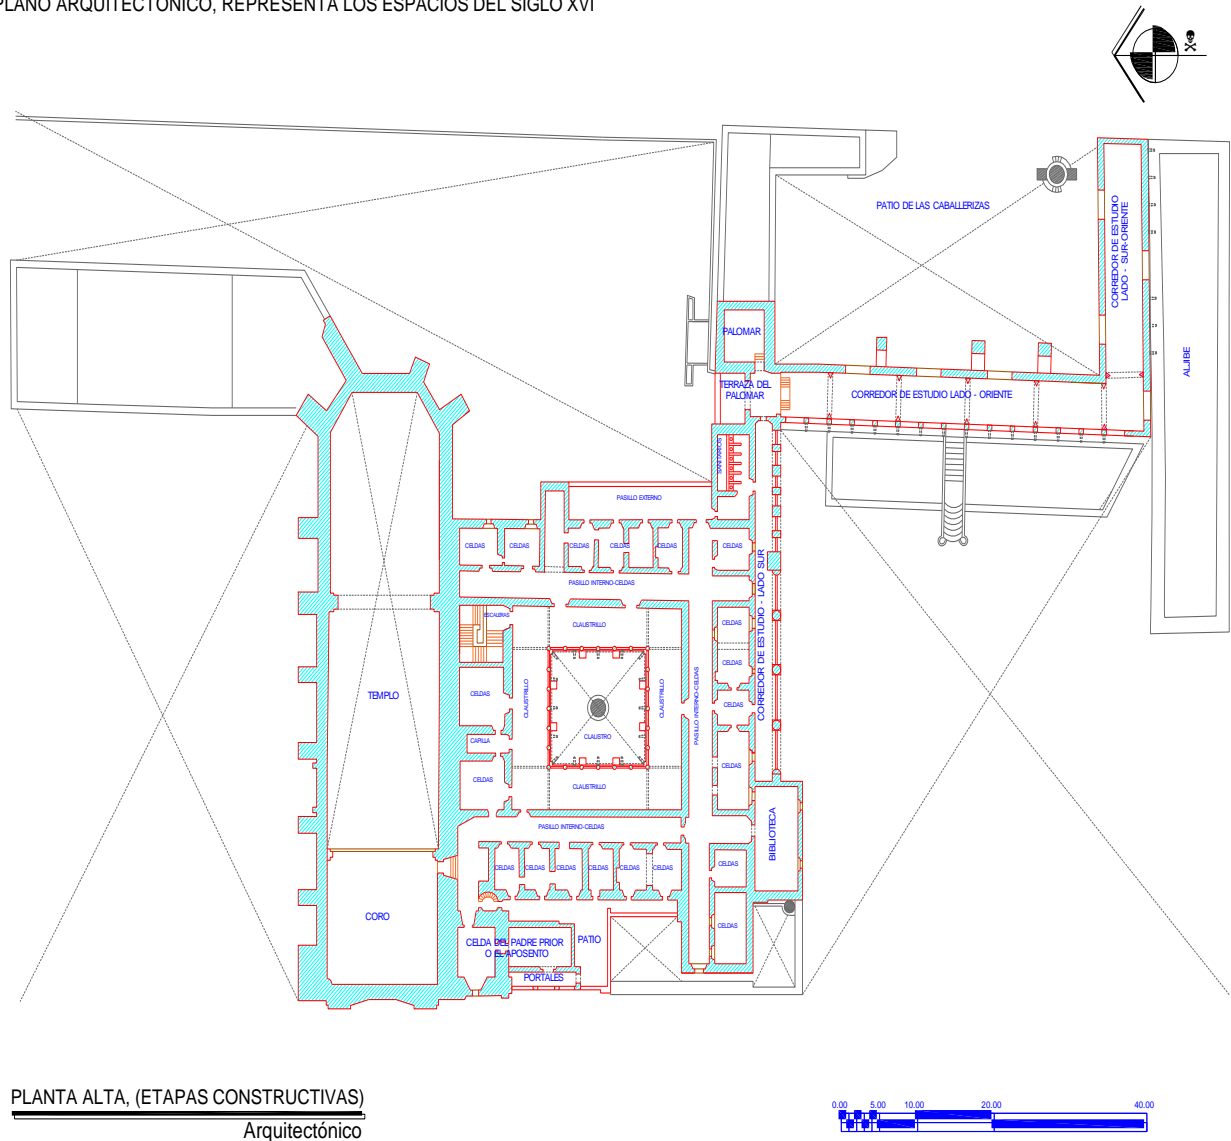 PLANO ARQUITECTONICO, REPRESENTA LOS ESPACIOS DEL SIGLO XVI
PATIO DE LAS CABALLERIZAS
CORREDOR DE ESTUDIO
LADO - SUR-ORIENTE
ALJIBE
PALOMAR
TERRAZA DEL
PALOMAR
CORREDOR DE ESTUDIO LADO - ORIENTE
SANITARIOS
PASILLO EXTERNO
CELDAS
CELDAS
CELDAS
CELDAS
CELDAS
CELDAS
PASILLO INTERNO-CELDAS
CORREDOR DE ESTUDIO - LADO SUR
ESCALERAS
CLAUSTRILLO
CELDAS
CELDAS
TEMPLO
CELDAS
CLAUSTRILLO
CLAUSTRILLO
PASILLO INTERNO-CELDAS
CELDAS
CAPILLA
CLAUSTRO
CELDAS
CELDAS
CLAUSTRILLO
PASILLO INTERNO-CELDAS
BIBLIOTECA
CELDAS
CELDAS
CELDAS
CELDAS
CELDAS
CELDAS
CELDAS
CORO
CELDAS
CELDA DEL PADRE PRIOR
O EL APOSENTO
PATIO
PORTALES
PLANTA ALTA, (ETAPAS CONSTRUCTIVAS)
Arquitectónico
0.00 5.00 10.00 20.00 40.00